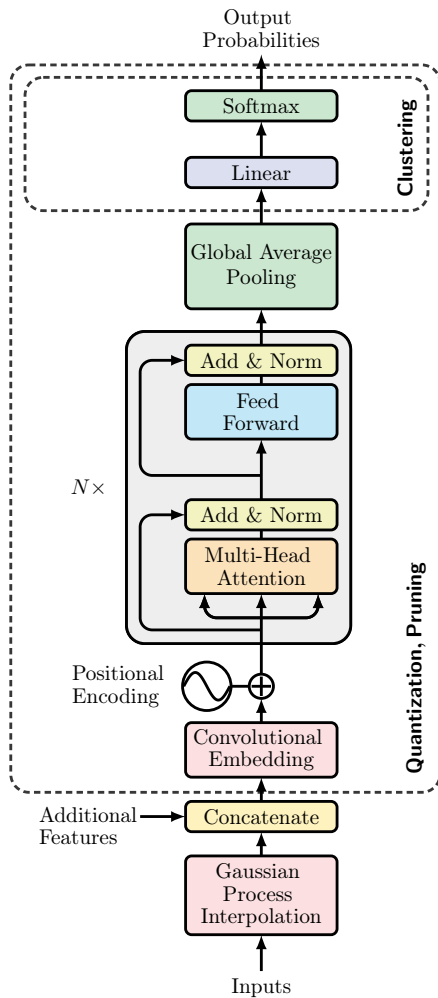 Output
Probabilities
Softmax
Clustering
Linear
Global Average
Pooling
Add & Norm
Feed
Forward
N×
Add & Norm
Multi-Head
Attention
Quantization, Pruning
Positional
Encoding
Convolutional
Embedding
Additional
Features
Concatenate
Gaussian
Process
Interpolation
Inputs